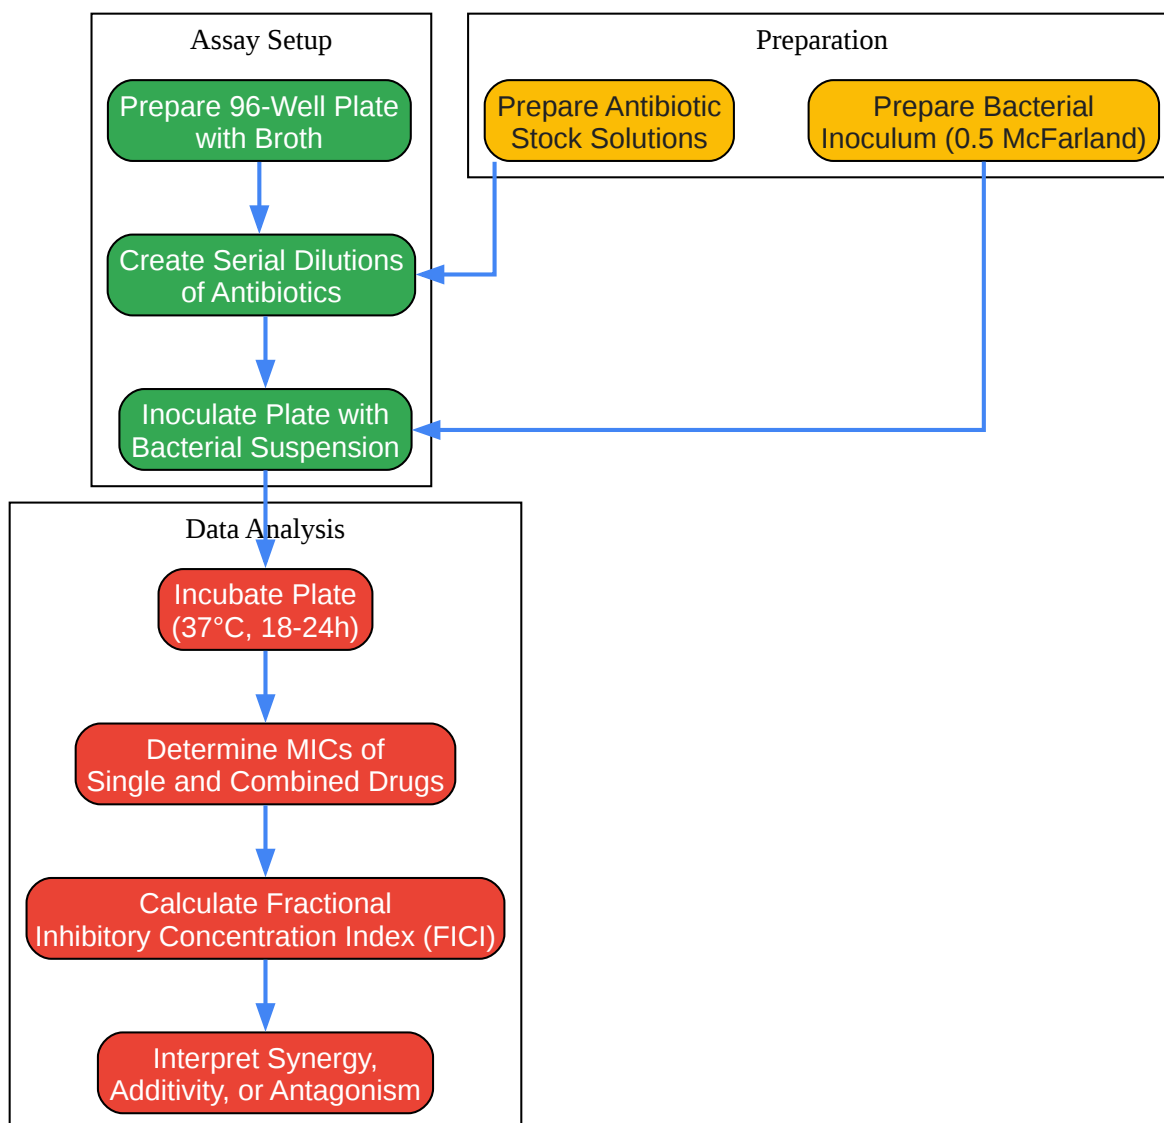 Assay Setup
Prepare 96-Well Plate
with Broth
Create Serial Dilutions
of Antibiotics
Inoculate Plate with
Bacterial Suspension
Preparation
Prepare Antibiotic
Stock Solutions
Prepare Bacterial
Inoculum (0.5 McFarland)
Data Analysis
Incubate Plate
(37°C, 18-24h)
Determine MICs of
Single and Combined Drugs
Calculate Fractional
Inhibitory Concentration Index (FICI)
Interpret Synergy,
Additivity, or Antagonism